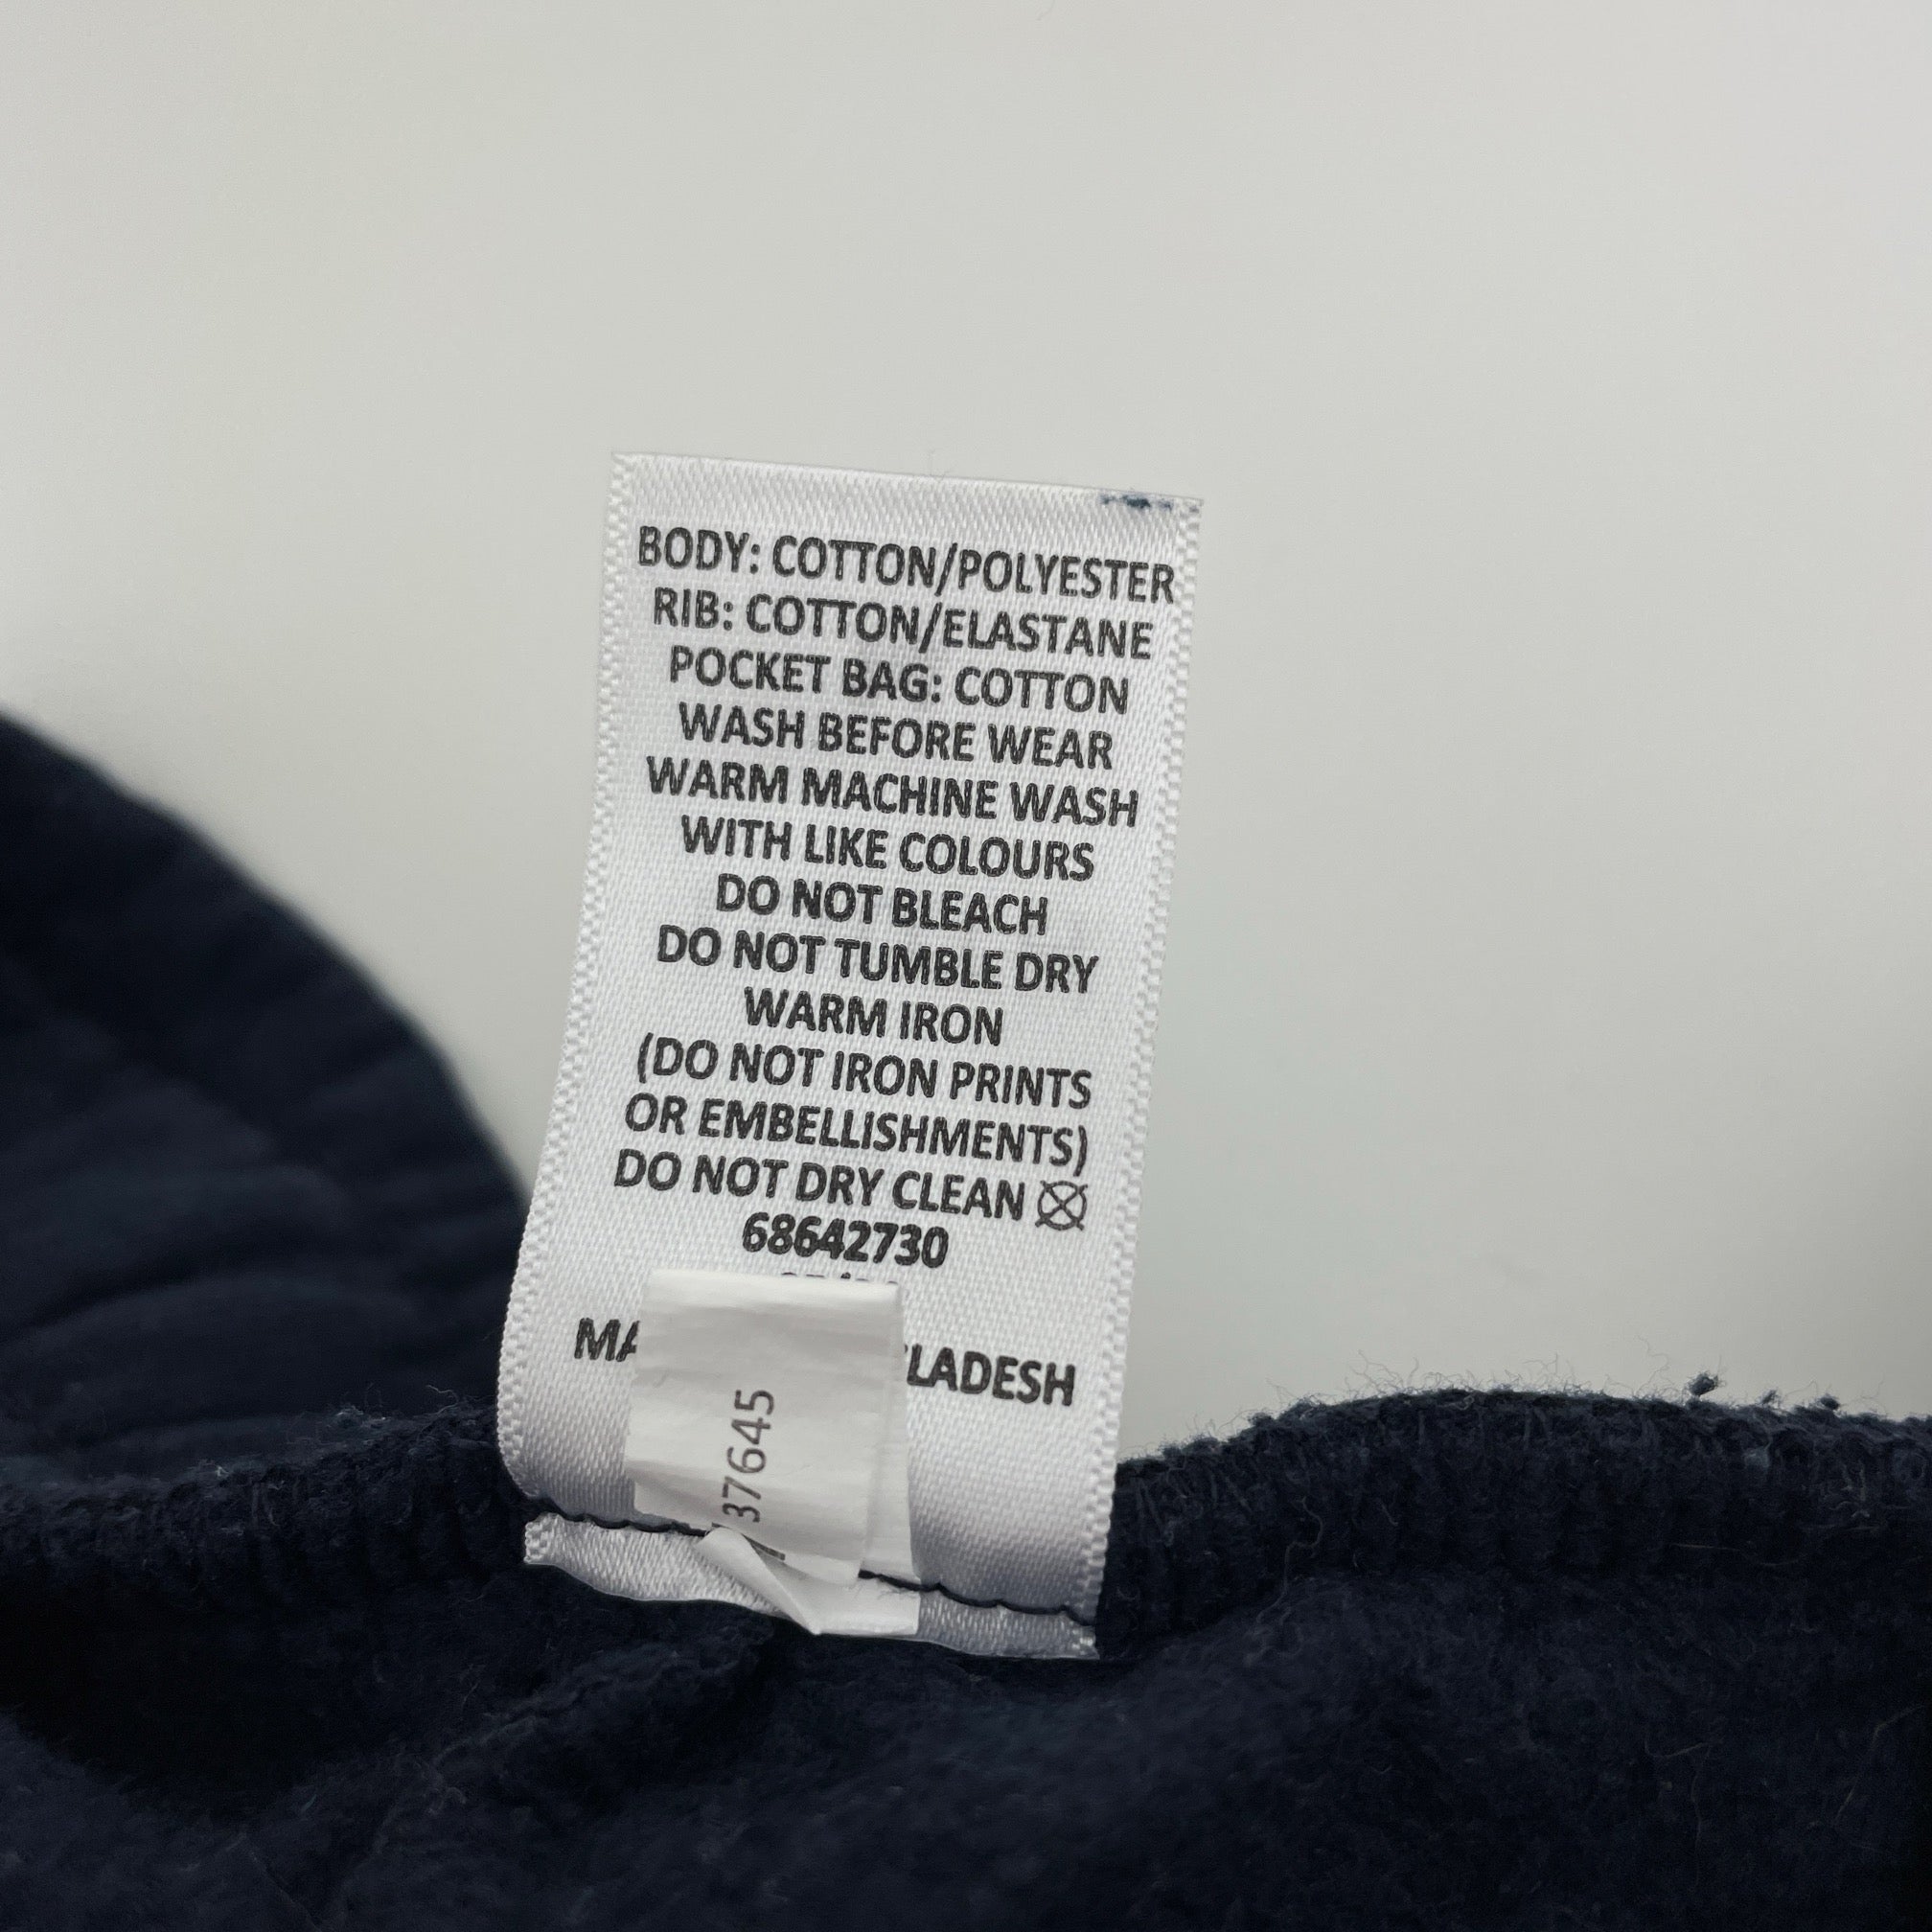 BODY: COTTON/POLYESTER
RIB: COTTON/ELASTANE
POCKET BAG: COTTON
WASH BEFORE WEAR
WARM MACHINE WASH
WITH LIKE COLOURS
DO NOT BLEACH
DO NOT TUMBLE DRY
WARM IRON
(DO NOT IRON PRINTS
OR EMBELLISHMENTS)
DO NOT DRY CLEAN
68642730
MA LADESH
37645